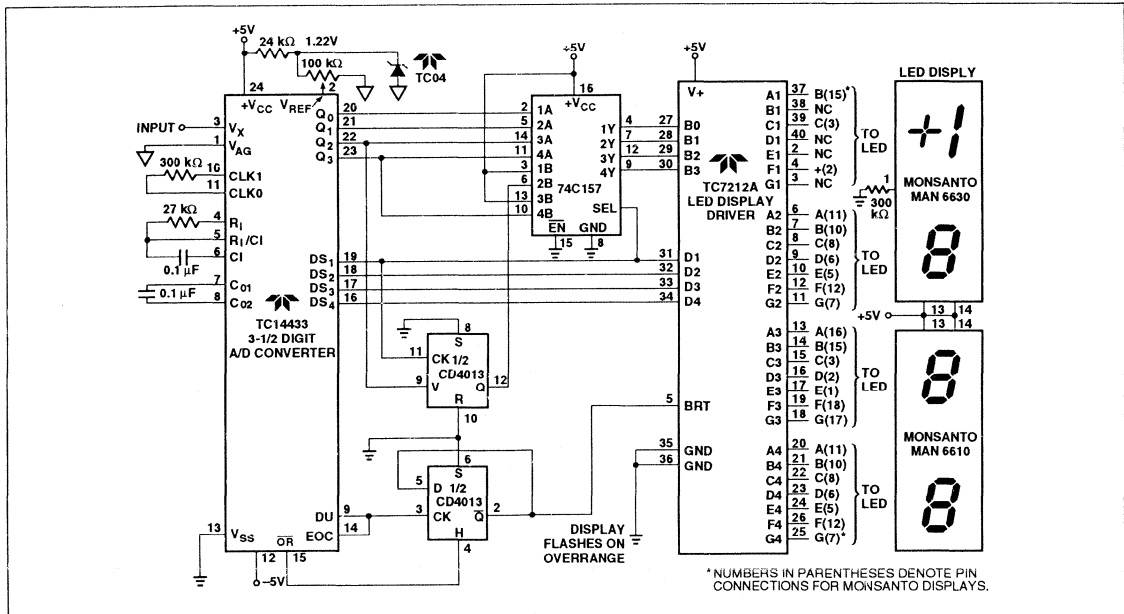 +5V
24 kΩ
1.22V
100 kΩ
TC04
24
2
+VCC
VREF
INPUT
3
VX
1
VAG
300 kΩ
10
CLK1
11
CLK0
27 kΩ
4
RI
5
RI/CI
6
CI
0.1 µF
7
C01
0.1 µF
8
C02
TC14433
3-1/2 DIGIT
A/D CONVERTER
Q0 20
Q1 21
Q2 22
Q3 23
DS1 19
DS2 18
DS3 17
DS4 16
DU 9
EOC 14
13
VSS
OR
12
15
–5V
+5V
16
+VCC
2 1A
5 2A
14 3A
11 4A
3 1B
6 2B
13 3B
10 4B
1Y 4
2Y 7
3Y 12
4Y 9
74C157
SEL
EN
GND
15
8
8
S
11
CK 1/2
CD4013
9
V
Q
12
R
10
6
S
5
D 1/2
CD4013
3
CK
Q
2
H
4
DISPLAY
FLASHES ON
OVERRANGE
+5V
V+
27 B0
28 B1
29 B2
30 B3
TC7212A
LED DISPLAY
DRIVER
31 D1
32 D2
33 D3
34 D4
5 BRT
35 GND
36 GND
A1 37 B(15)*
B1 38 NC
C1 39 C(3)
D1 40 NC
E1 2 NC
F1 4 +(2)
G1 3 NC
TO
LED
1
300
kΩ
A2 6 A(11)
B2 7 B(10)
C2 8 C(8)
D2 9 D(6)
E2 10 E(5)
F2 12 F(12)
G2 11 G(7)
TO
LED
A3 13 A(16)
B3 14 B(15)
C3 15 C(3)
D3 16 D(2)
E3 17 E(1)
F3 19 F(18)
G3 18 G(17)
TO
LED
A4 20 A(11)
B4 21 B(10)
C4 22 C(8)
D4 23 D(6)
E4 24 E(5)
F4 26 F(12)
G4 25 G(7)*
TO
LED
LED DISPLY
+1
MONSANTO
MAN 6630
8
+5V
13 14
13 14
8
MONSANTO
MAN 6610
8
* NUMBERS IN PARENTHESES DENOTE PIN
CONNECTIONS FOR MONSANTO DISPLAYS.